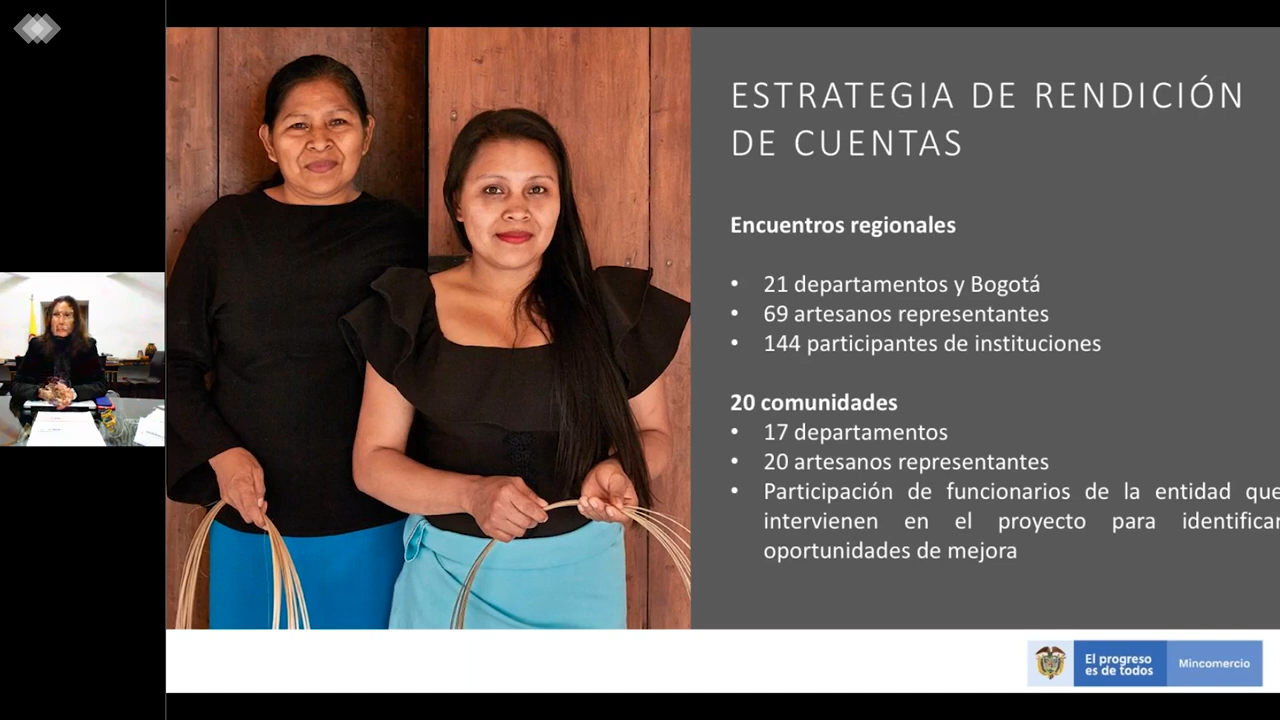 ESTRATEGIA DE RENDICIÓN
DE CUENTAS
Encuentros regionales
• 21 departamentos y Bogotá
• 69 artesanos representantes
• 144 participantes de instituciones
20 comunidades
• 17 departamentos
• 20 artesanos representantes
• Participación de funcionarios de la entidad que
intervienen en el proyecto para identificar
oportunidades de mejora
El progreso
es de todos
Mincomercio